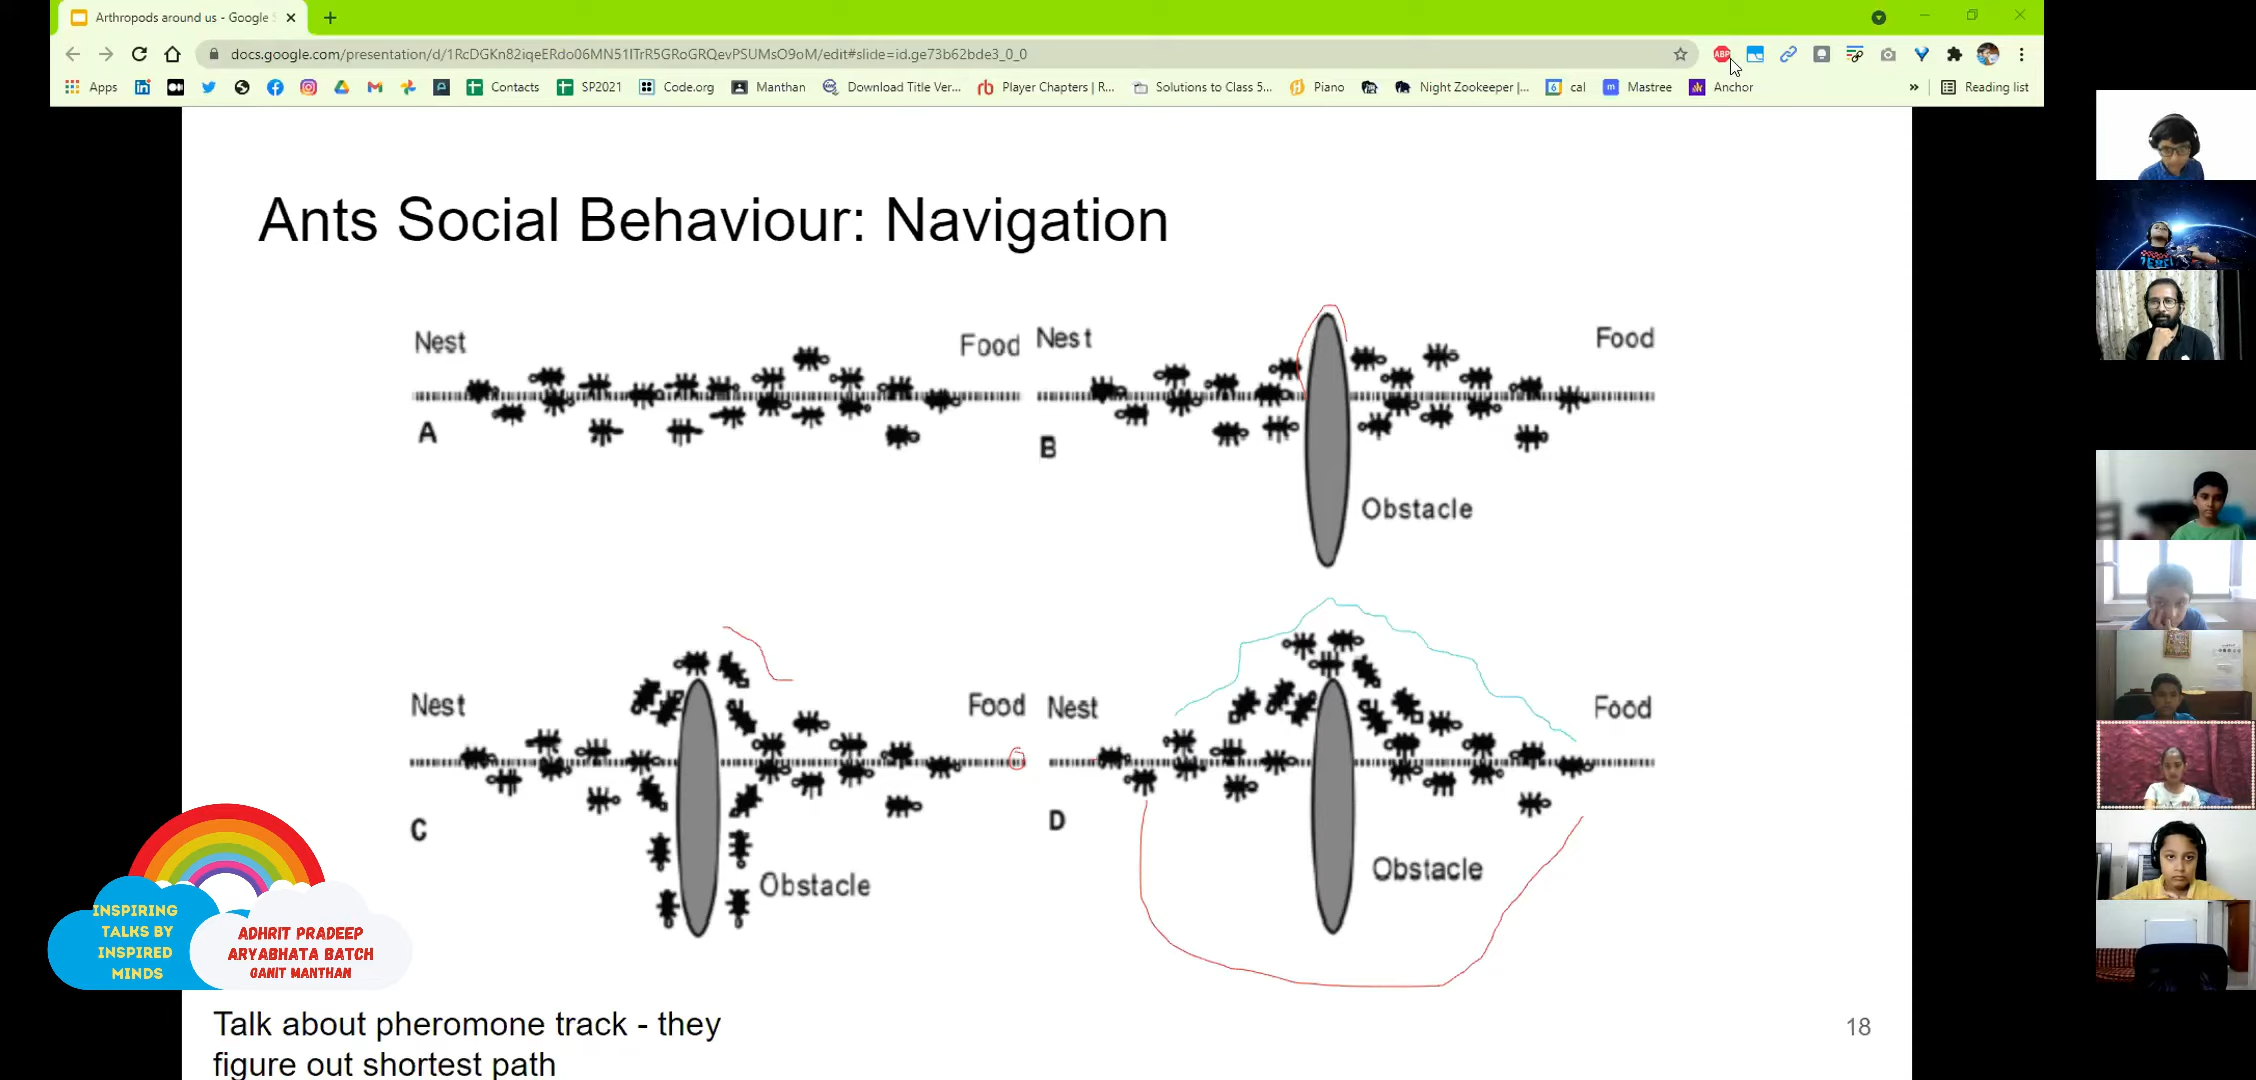 Arthropods around us - Google S
docs.google.com/presentation/d/1RcDGKn82iqeERdo06MN51ITrR5GRoGRQevPSUMsO9oM/edit#slide=id.ge73b62bde3_0_0
ABP
Apps
Contacts
SP2021
Code.org
Manthan
Download Title Ver...
Player Chapters | R...
Solutions to Class 5...
Piano
Night Zookeeper |...
cal
Mastree
Anchor
»
Reading list
Ants Social Behaviour: Navigation
Nest
Food
A
Nest
Food
B
Obstacle
Nest
Food
C
Obstacle
Nest
Food
D
Obstacle
INSPIRING
TALKS BY
INSPIRED
MINDS
ADHRIT PRADEEP
ARYABHATA BATCH
GANIT MANTHAN
Talk about pheromone track - they
figure out shortest path
18